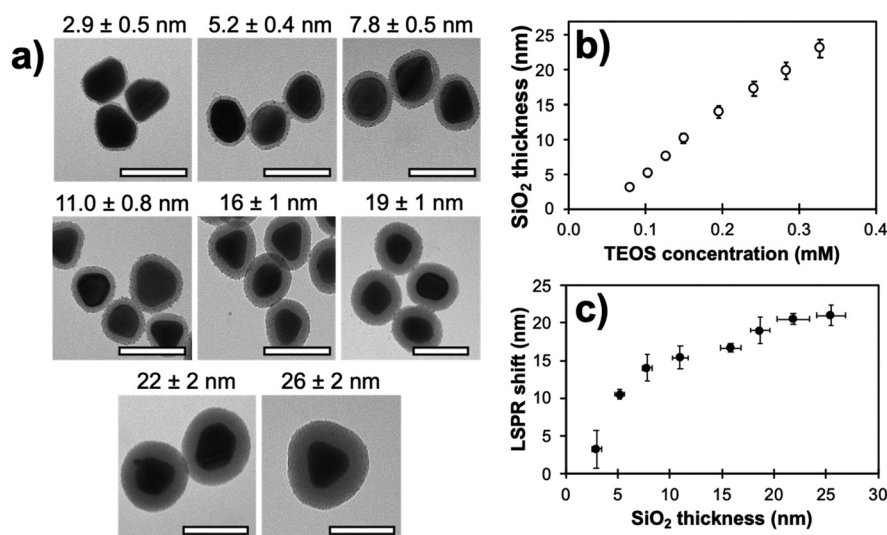 a)
2.9 ± 0.5 nm 5.2 ± 0.4 nm 7.8 ± 0.5 nm
11.0 ± 0.8 nm 16 ± 1 nm 19 ± 1 nm
22 ± 2 nm 26 ± 2 nm
b)
SiO₂ thickness (nm)
25
20
15
10
5
0
0.0 0.1 0.2 0.3 0.4
TEOS concentration (mM)
c)
LSPR shift (nm)
25
20
15
10
5
0
0 5 10 15 20 25 30
SiO₂ thickness (nm)